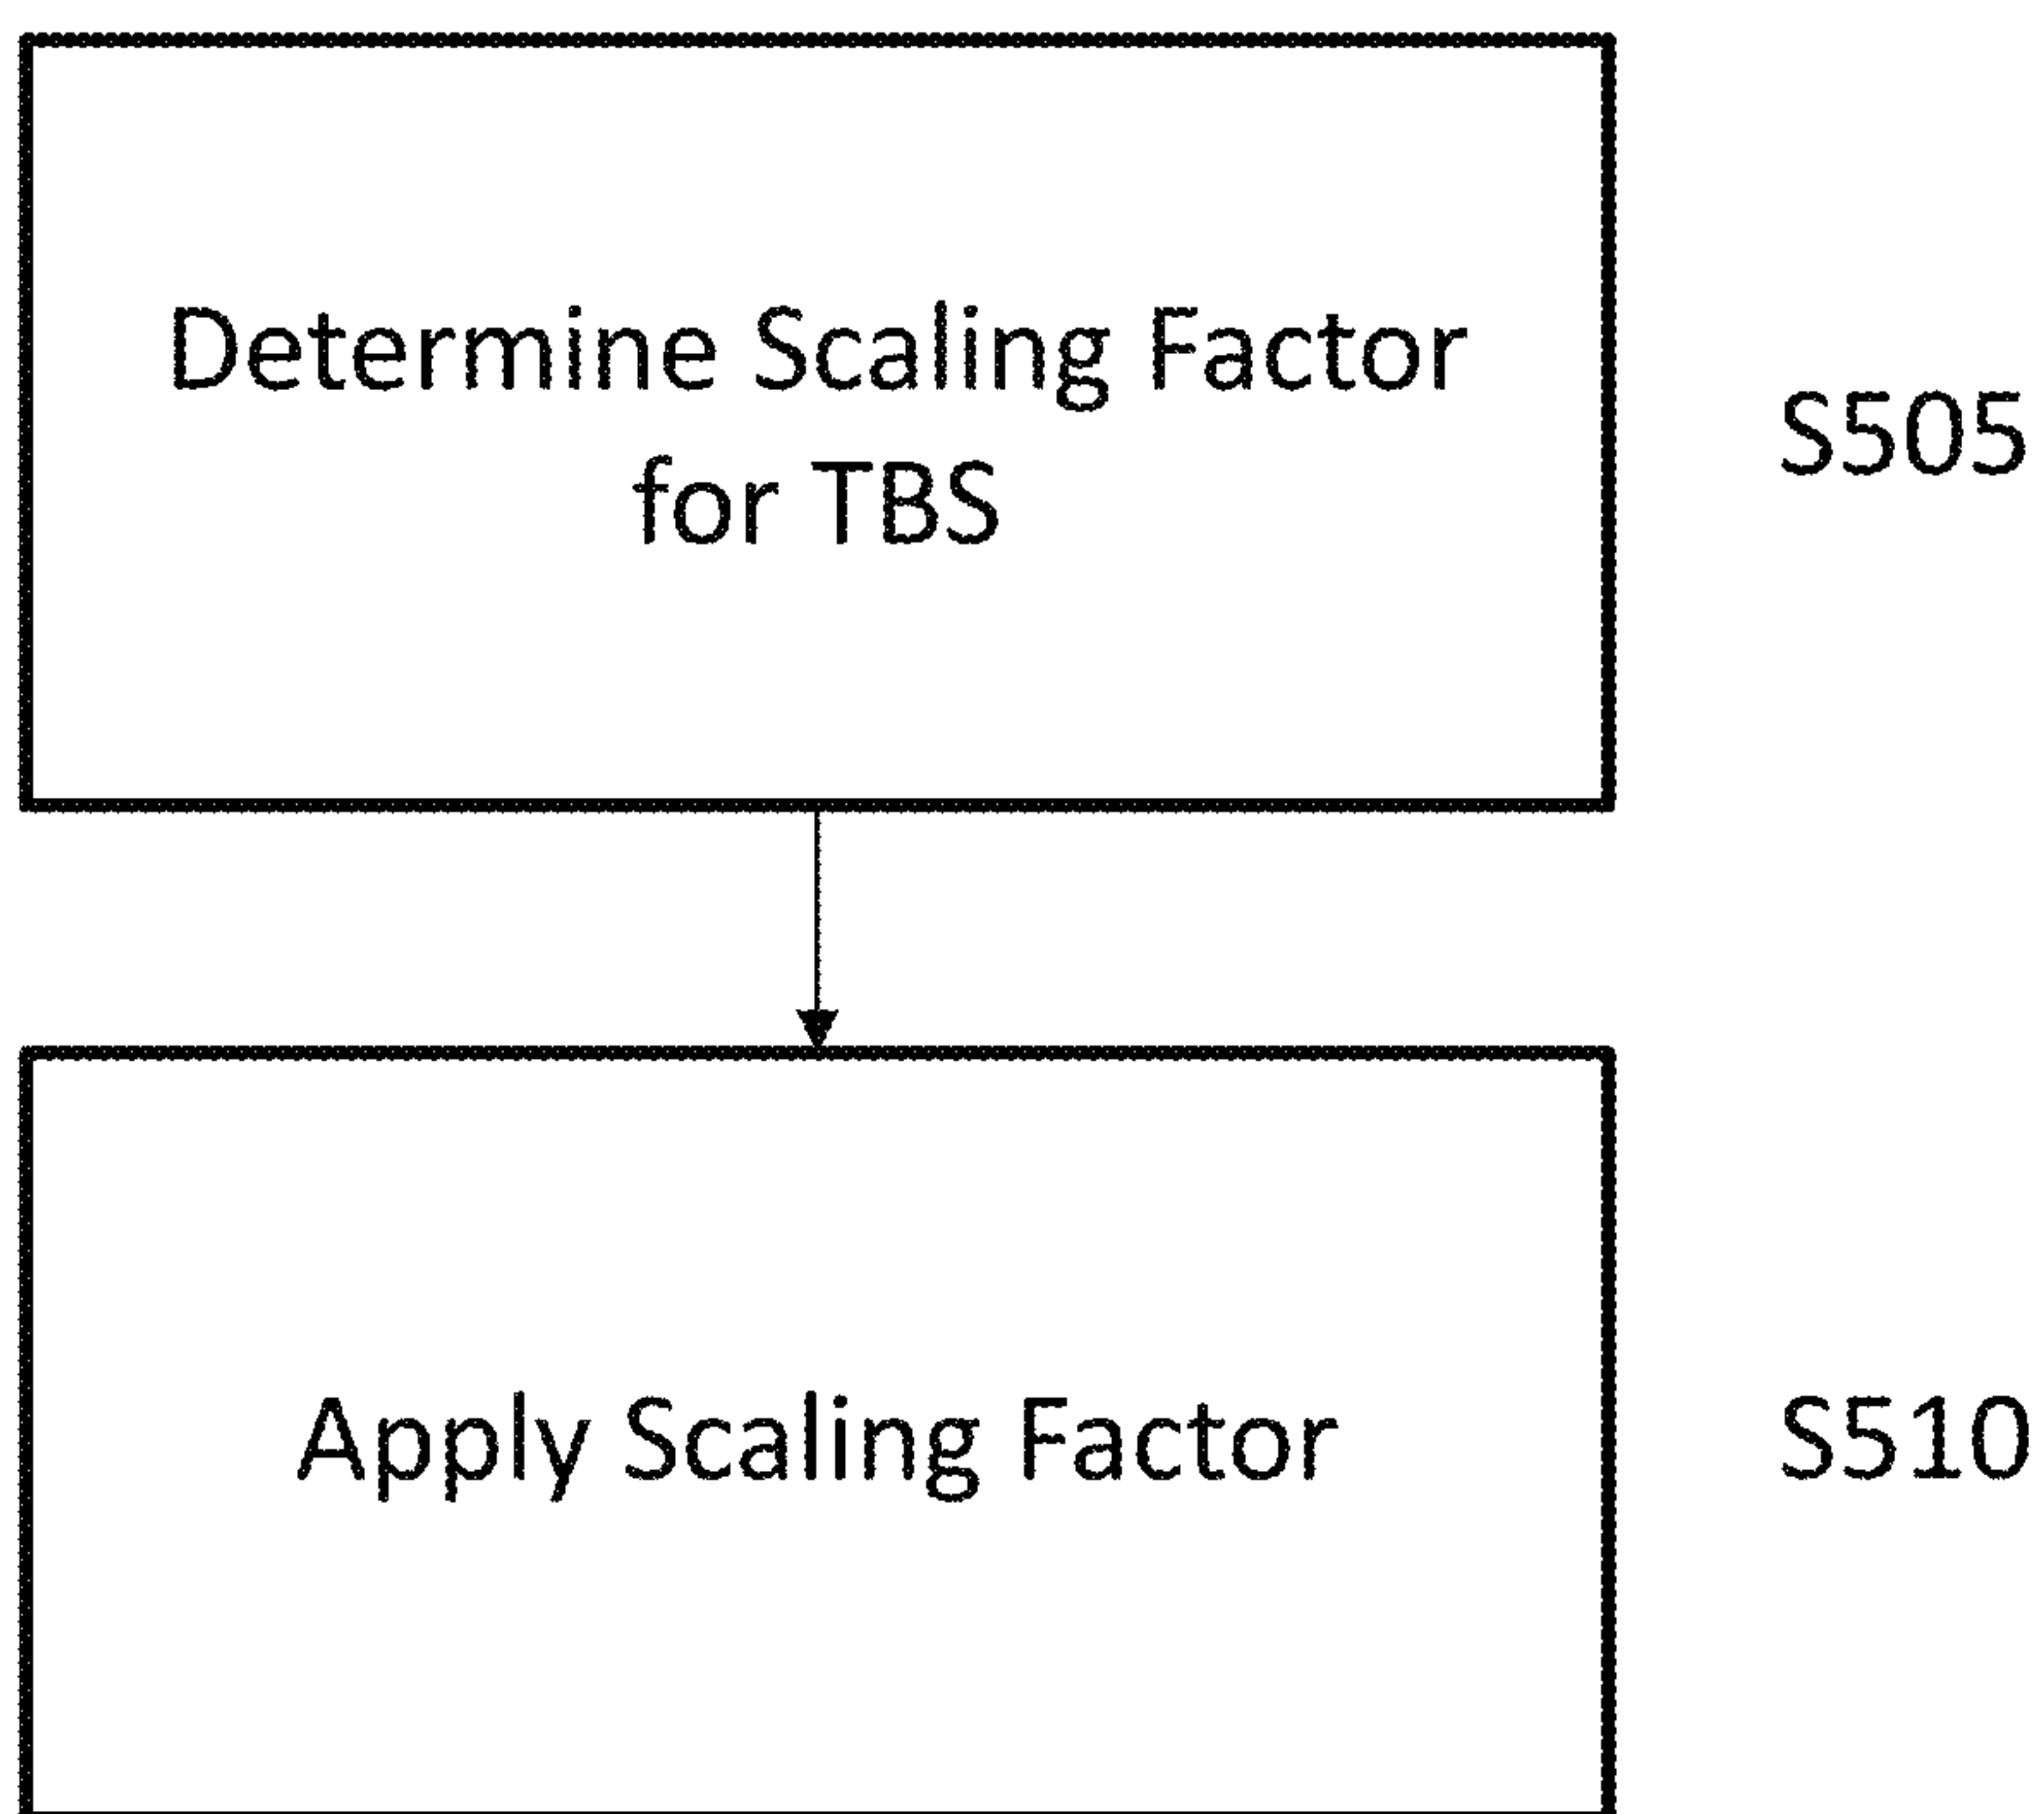 Determine Scaling Factor
for TBS
S505
Apply Scaling Factor
S510